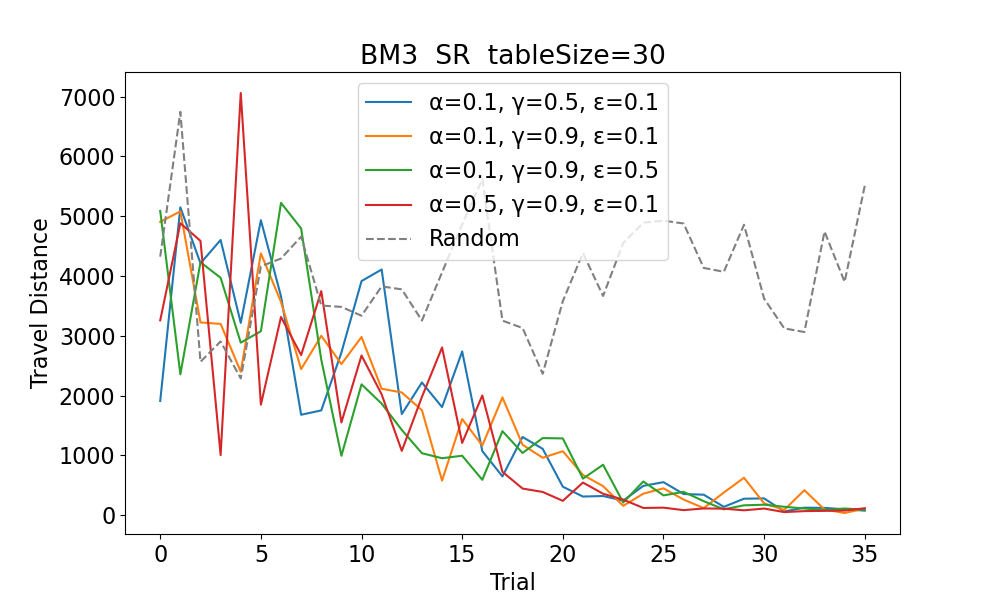 BM3 SR tableSize=30
α=0.1, γ=0.5, ε=0.1
α=0.1, γ=0.9, ε=0.1
α=0.1, γ=0.9, ε=0.5
α=0.5, γ=0.9, ε=0.1
Random
Travel Distance
7000
6000
5000
4000
3000
2000
1000
0
0 5 10 15 20 25 30 35
Trial